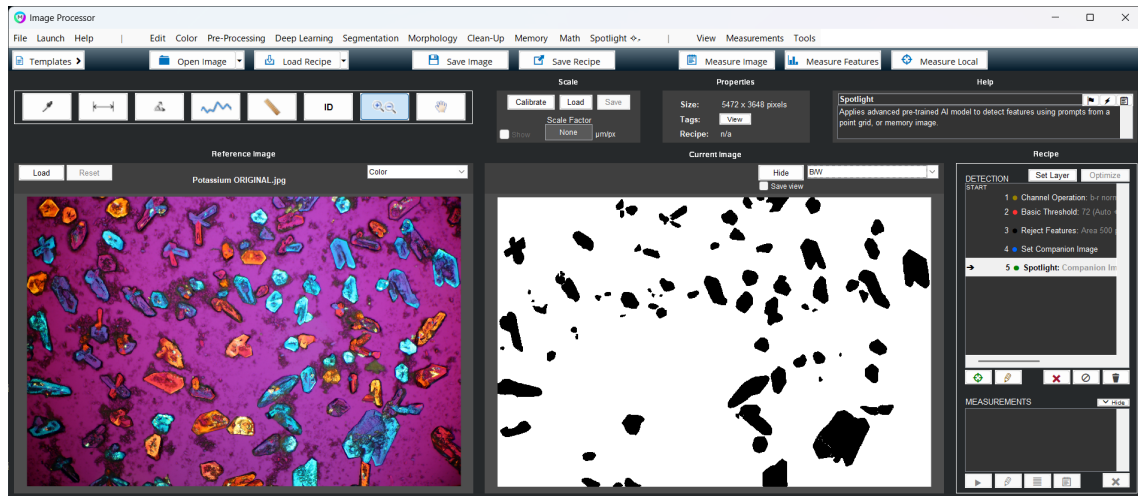 Image Processor
File Launch Help | Edit Color Pre-Processing Deep Learning Segmentation Morphology Clean-Up Memory Math Spotlight | View Measurements Tools
Templates Open Image Load Recipe Save Image Save Recipe Measure Image Measure Features Measure Local
Scale Properties Help
ID
Calibrate Load Save
Scale Factor
Show None µm/px
Size: 5472 x 3648 pixels
Tags: View
Recipe: n/a
Spotlight
Applies advanced pre-trained AI model to detect features using prompts from a
point grid, or memory image.
Reference Image Current Image Recipe
Load Reset Potassium ORIGINAL.jpg Color
Hide B/W
Save view
DETECTION Set Layer Optimize
START
1 Channel Operation: b-r norm
2 Basic Threshold: 72 (Auto
3 Reject Features: Area 500
4 Set Companion Image
5 Spotlight: Companion Im
MEASUREMENTS Hide